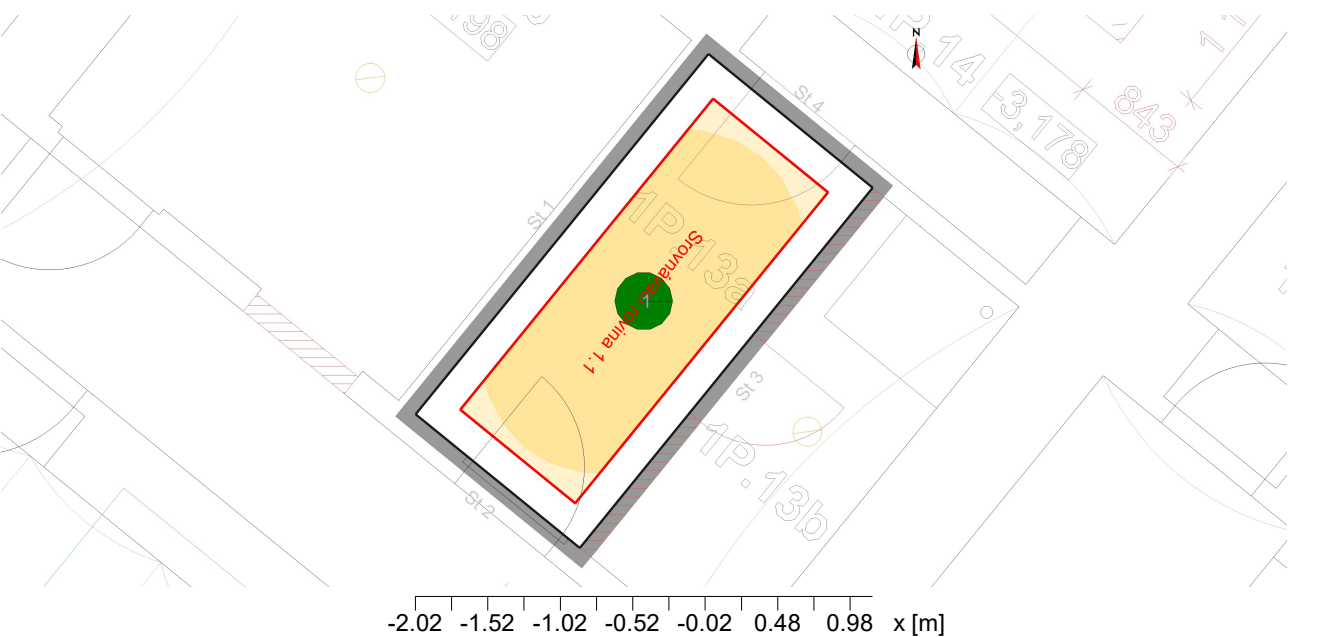 N
1P.14
-3,178
843
St 4
St 1
1P.13a
Srovnávací rovina 1.1
1
St 3
1P.13b
St 2
-2.02 -1.52 -1.02 -0.52 -0.02 0.48 0.98 x [m]